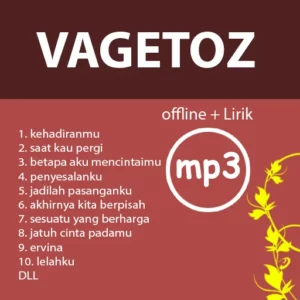 VAGETOZ
offline + Lirik
mp3
1. kehadiranmu
2. saat kau pergi
3. betapa aku mencintaimu
4. penyesalanku
5. jadilah pasanganku
6. akhirnya kita berpisah
7. sesuatu yang berharga
8. jatuh cinta padamu
9. ervina
10. lelahku
DLL